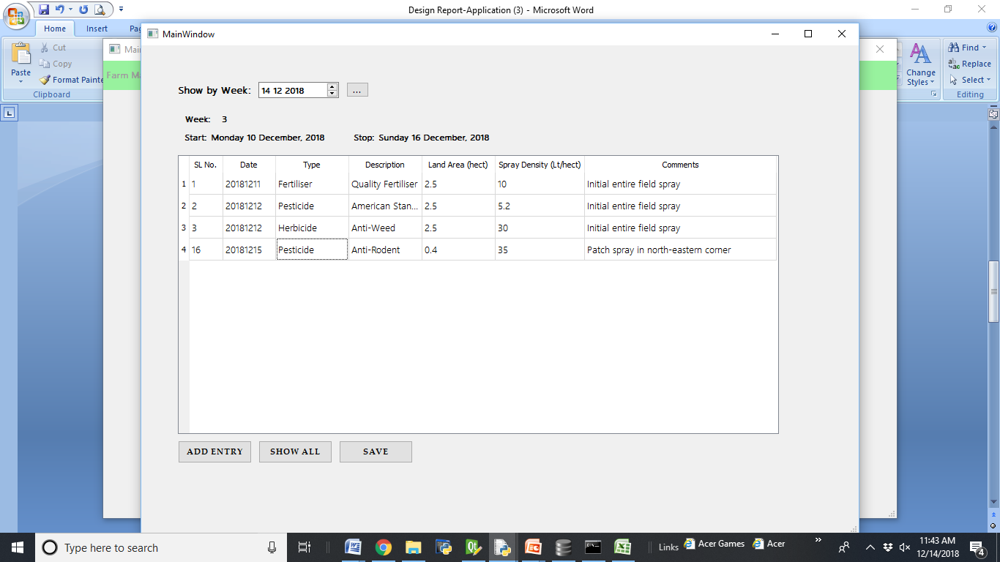 Design Report-Application (3) - Microsoft Word
Home
Insert
Cut
Copy
Format Painte
Paste
Clipboard
MainWindow
Farm Ma
Find
Replace
Select
Change
Styles
Editing
Show by Week: 14 12 2018 ...
Week: 3
Start: Monday 10 December, 2018 Stop: Sunday 16 December, 2018
SL No. Date Type Description Land Area (hect) Spray Density (Lt/hect) Comments
1 1 20181211 Fertiliser Quality Fertiliser 2.5 10 Initial entire field spray
2 2 20181212 Pesticide American Stan... 2.5 5.2 Initial entire field spray
3 3 20181212 Herbicide Anti-Weed 2.5 30 Initial entire field spray
4 16 20181215 Pesticide Anti-Rodent 0.4 35 Patch spray in north-eastern corner
ADD ENTRY SHOW ALL SAVE
Type here to search
Links Acer Games Acer »
11:43 AM
12/14/2018
4